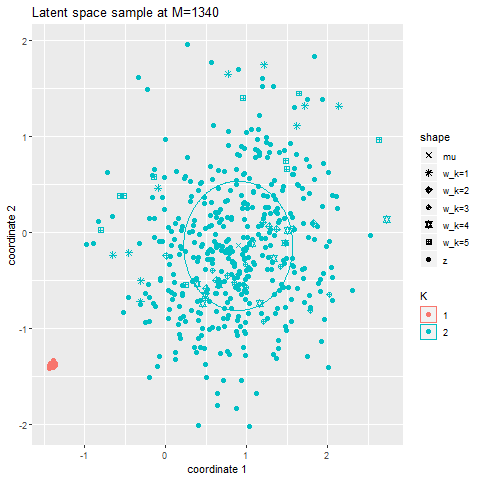 Latent space sample at M=1340
2
1
0
-1
-2
coordinate 2
-1
0
1
2
coordinate 1
shape
mu
w_k=1
w_k=2
w_k=3
w_k=4
w_k=5
z
K
1
2